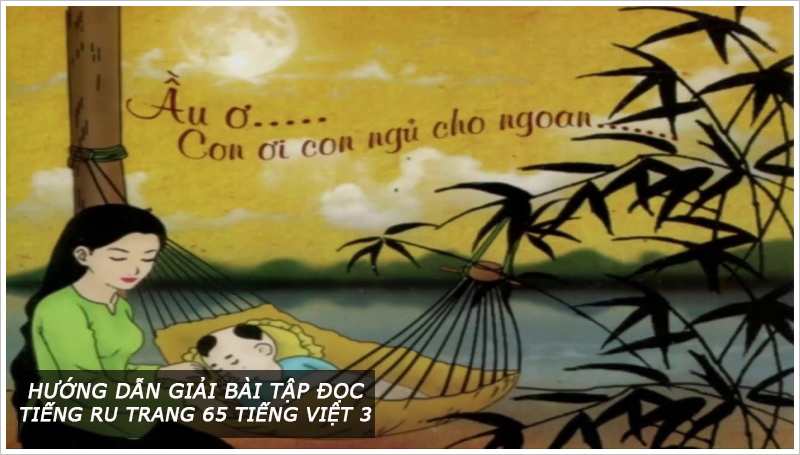 Ầu ơ.....
Con ơi con ngủ cho ngoan.......
HƯỚNG DẪN GIẢI BÀI TẬP ĐỌC
TIẾNG RU TRANG 65 TIẾNG VIỆT 3